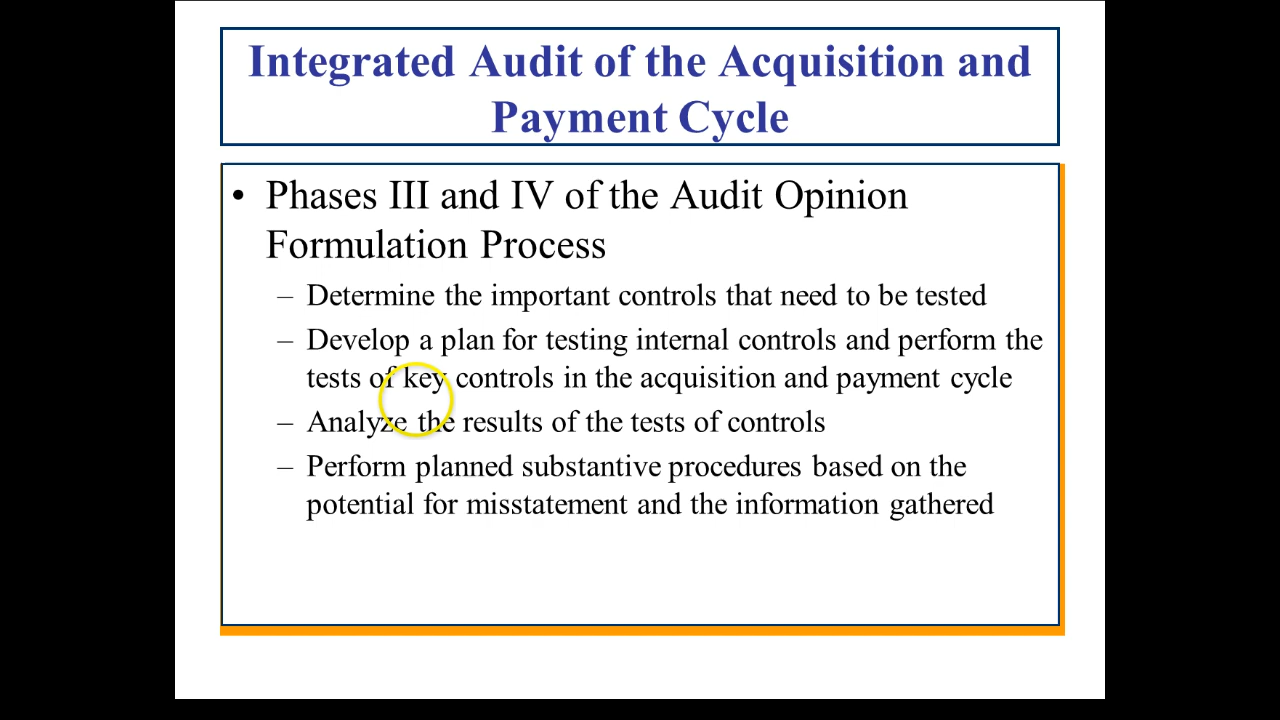 Integrated Audit of the Acquisition and
Payment Cycle
• Phases III and IV of the Audit Opinion
Formulation Process
– Determine the important controls that need to be tested
– Develop a plan for testing internal controls and perform the
tests of key controls in the acquisition and payment cycle
– Analyze the results of the tests of controls
– Perform planned substantive procedures based on the
potential for misstatement and the information gathered